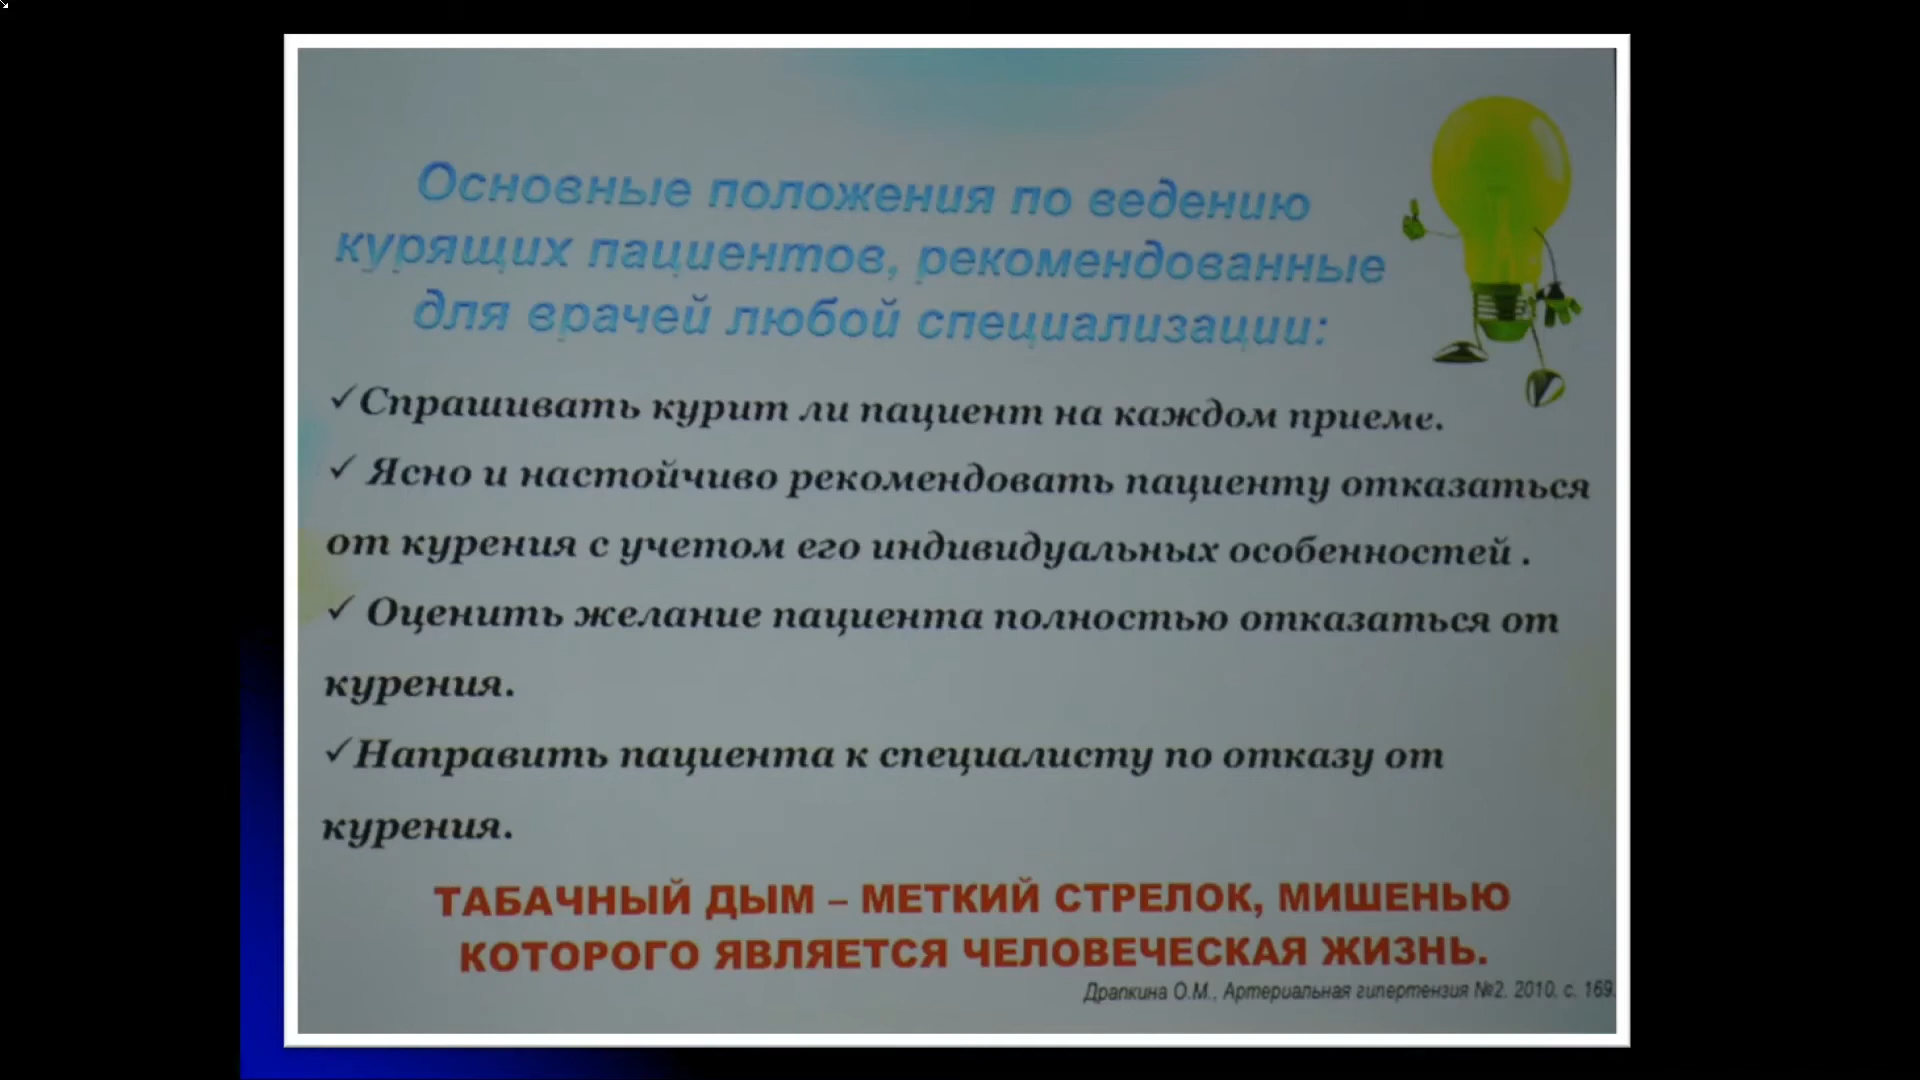 Основные положения по ведению
курящих пациентов, рекомендованные
для врачей любой специализации:
✓Спрашивать курит ли пациент на каждом приеме.
✓ Ясно и настойчиво рекомендовать пациенту отказаться
от курения с учетом его индивидуальных особенностей .
✓ Оценить желание пациента полностью отказаться от
курения.
✓Направить пациента к специалисту по отказу от
курения.
ТАБАЧНЫЙ ДЫМ – МЕТКИЙ СТРЕЛОК, МИШЕНЬЮ
КОТОРОГО ЯВЛЯЕТСЯ ЧЕЛОВЕЧЕСКАЯ ЖИЗНЬ.
Драпкина О.М., Артериальная гипертензия №2. 2010. с. 169.